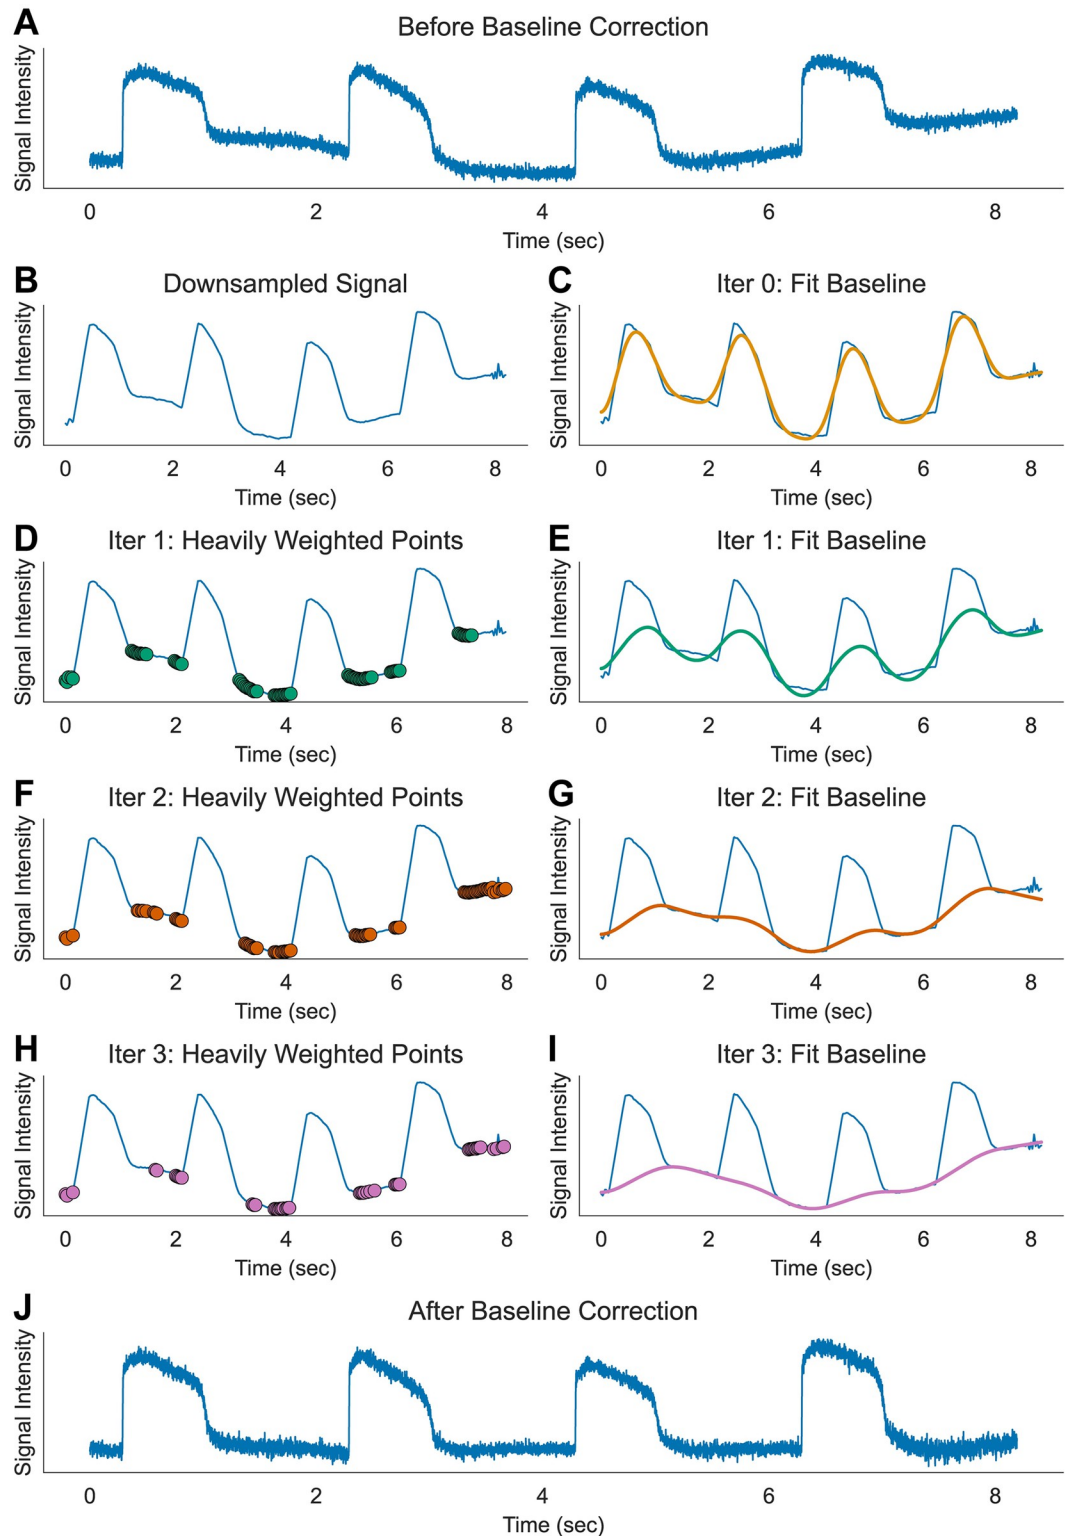 A
Before Baseline Correction
Signal Intensity
0 2 4 6 8
Time (sec)
B
Downsampled Signal
Signal Intensity
0 2 4 6 8
Time (sec)
C
Iter 0: Fit Baseline
Signal Intensity
0 2 4 6 8
Time (sec)
D
Iter 1: Heavily Weighted Points
Signal Intensity
0 2 4 6 8
Time (sec)
E
Iter 1: Fit Baseline
Signal Intensity
0 2 4 6 8
Time (sec)
F
Iter 2: Heavily Weighted Points
Signal Intensity
0 2 4 6 8
Time (sec)
G
Iter 2: Fit Baseline
Signal Intensity
0 2 4 6 8
Time (sec)
H
Iter 3: Heavily Weighted Points
Signal Intensity
0 2 4 6 8
Time (sec)
I
Iter 3: Fit Baseline
Signal Intensity
0 2 4 6 8
Time (sec)
J
After Baseline Correction
Signal Intensity
0 2 4 6 8
Time (sec)